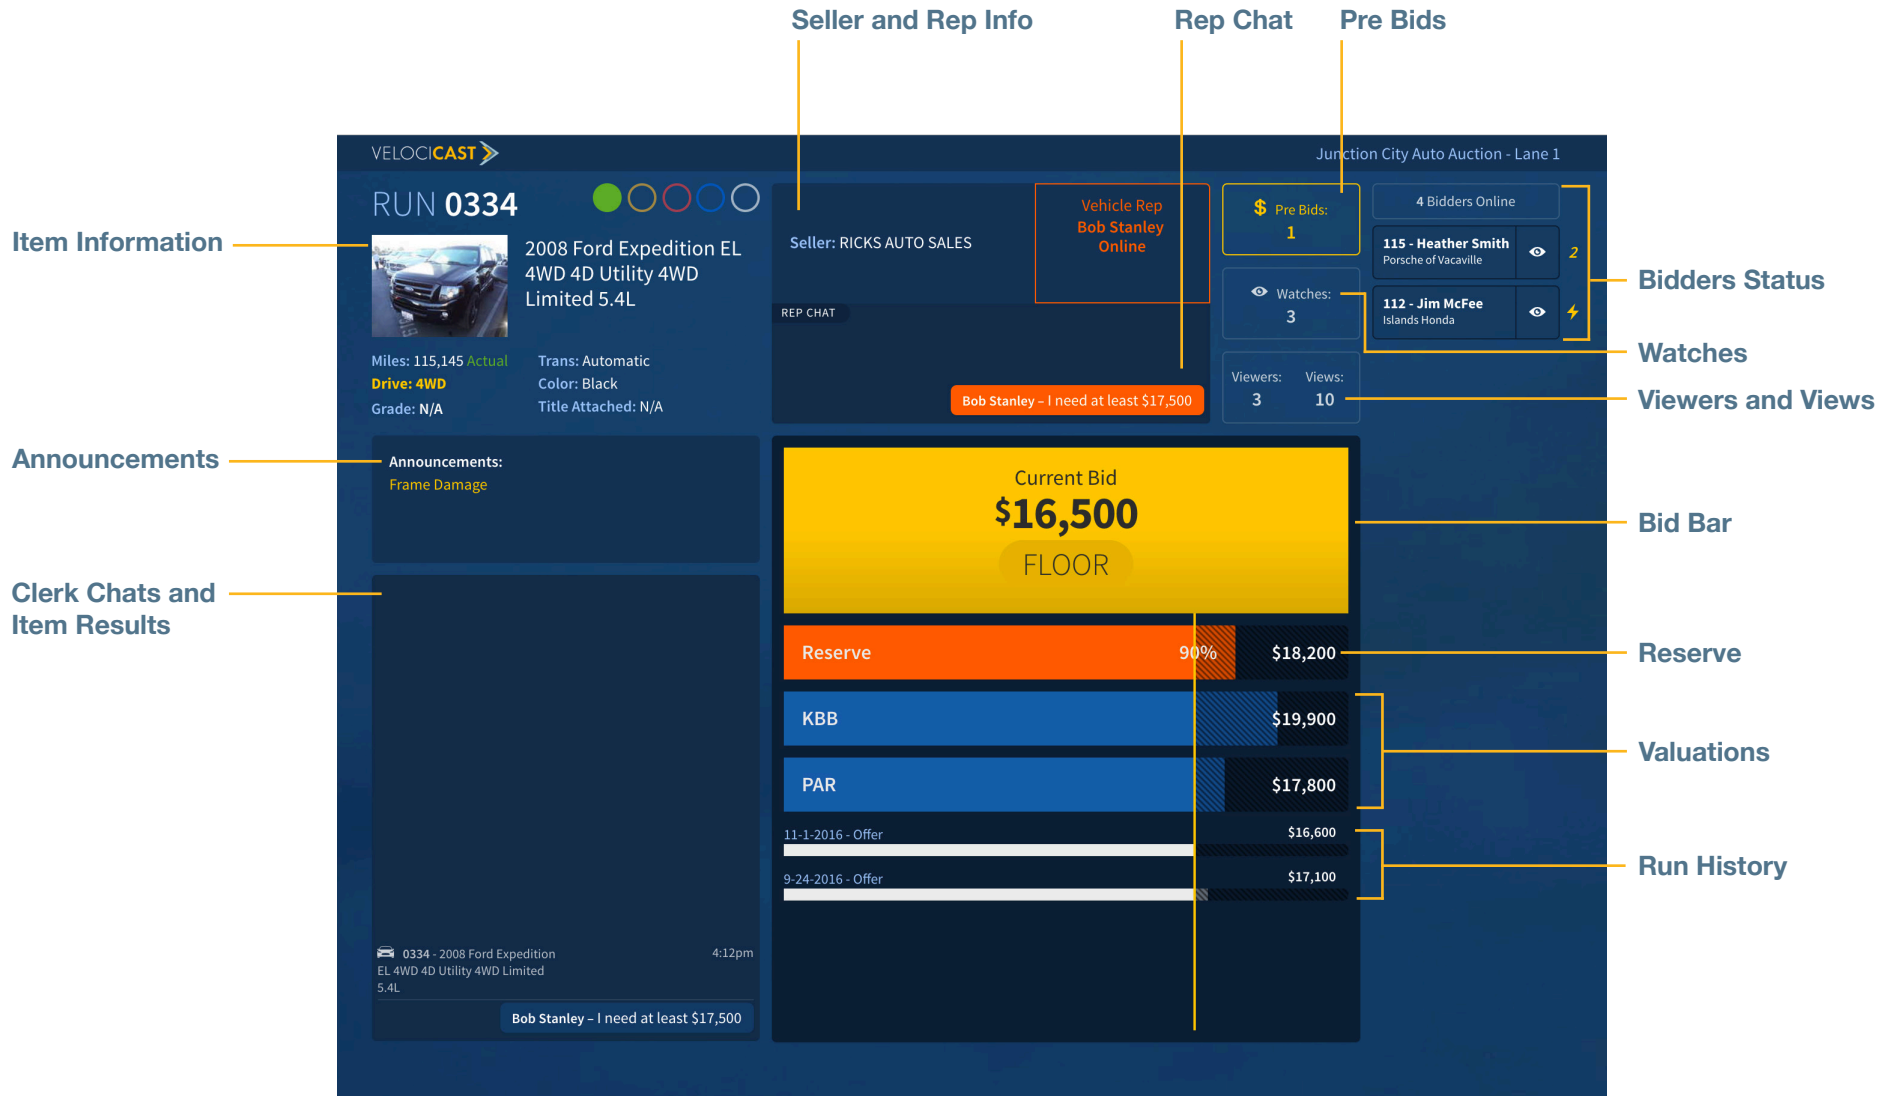 Seller and Rep Info
Rep Chat
Pre Bids
VELOCICAST
Junction City Auto Auction - Lane 1
RUN 0334
Item Information
2008 Ford Expedition EL
4WD 4D Utility 4WD
Limited 5.4L
Miles: 115,145 Actual
Drive: 4WD
Grade: N/A
Trans: Automatic
Color: Black
Title Attached: N/A
Seller: RICKS AUTO SALES
Vehicle Rep
Bob Stanley
Online
REP CHAT
Bob Stanley – I need at least $17,500
$ Pre Bids:
1
Watches:
3
Viewers:
3
Views:
10
4 Bidders Online
115 - Heather Smith
Porsche of Vacaville
2
112 - Jim McFee
Islands Honda
Bidders Status
Watches
Viewers and Views
Announcements
Announcements:
Frame Damage
Current Bid
$16,500
FLOOR
Bid Bar
Clerk Chats and
Item Results
Reserve 90% $18,200
Reserve
KBB $19,900
PAR $17,800
Valuations
11-1-2016 - Offer $16,600
9-24-2016 - Offer $17,100
Run History
0334 - 2008 Ford Expedition 4:12pm
EL 4WD 4D Utility 4WD Limited
5.4L
Bob Stanley – I need at least $17,500